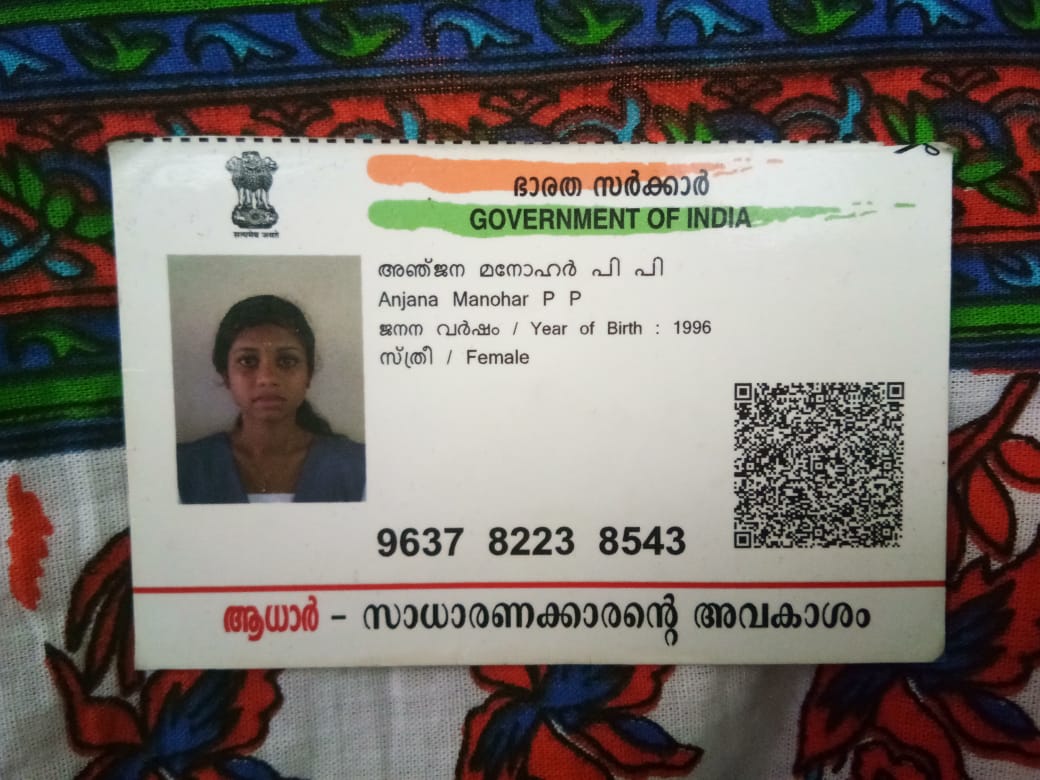 सत्यमेव जयते
ഭാരത സർക്കാർ
GOVERNMENT OF INDIA
അഞ്ജന മനോഹർ പി പി
Anjana Manohar P P
ജനന വർഷം / Year of Birth : 1996
സ്ത്രീ / Female
9637 8223 8543
ആധാർ - സാധാരണക്കാരന്റെ അവകാശം